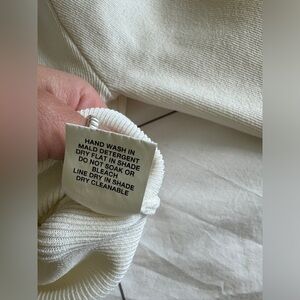 HAND WASH IN
MALD DETERGENT
DRY FLAT IN SHADE
DO NOT SOAK OR
BLEACH
LINE DRY IN SHADE
DRY CLEANABLE